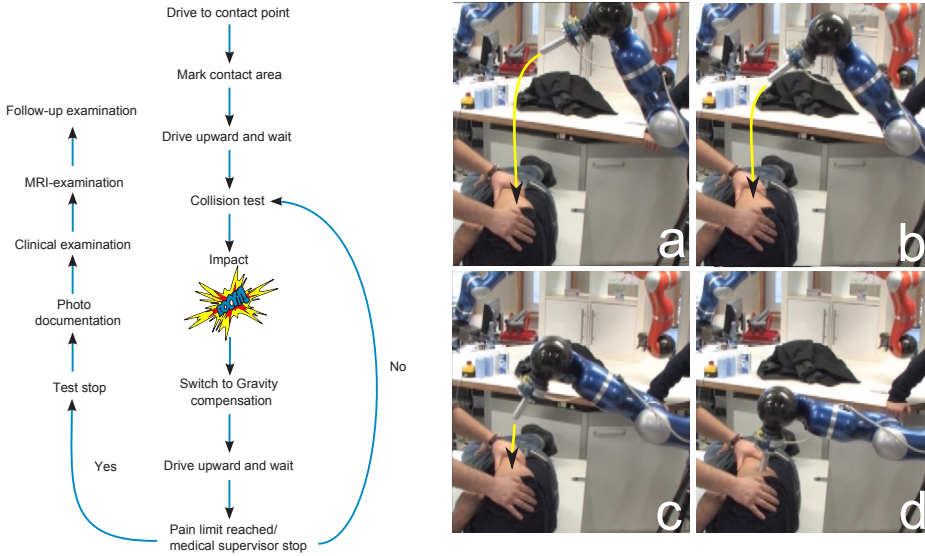 Drive to contact point
Mark contact area
Drive upward and wait
Collision test
Impact
BOOM!
Switch to Gravity
compensation
Drive upward and wait
Pain limit reached/
medical supervisor stop
No
Yes
Test stop
Photo
documentation
Clinical examination
MRI-examination
Follow-up examination
a
b
c
d